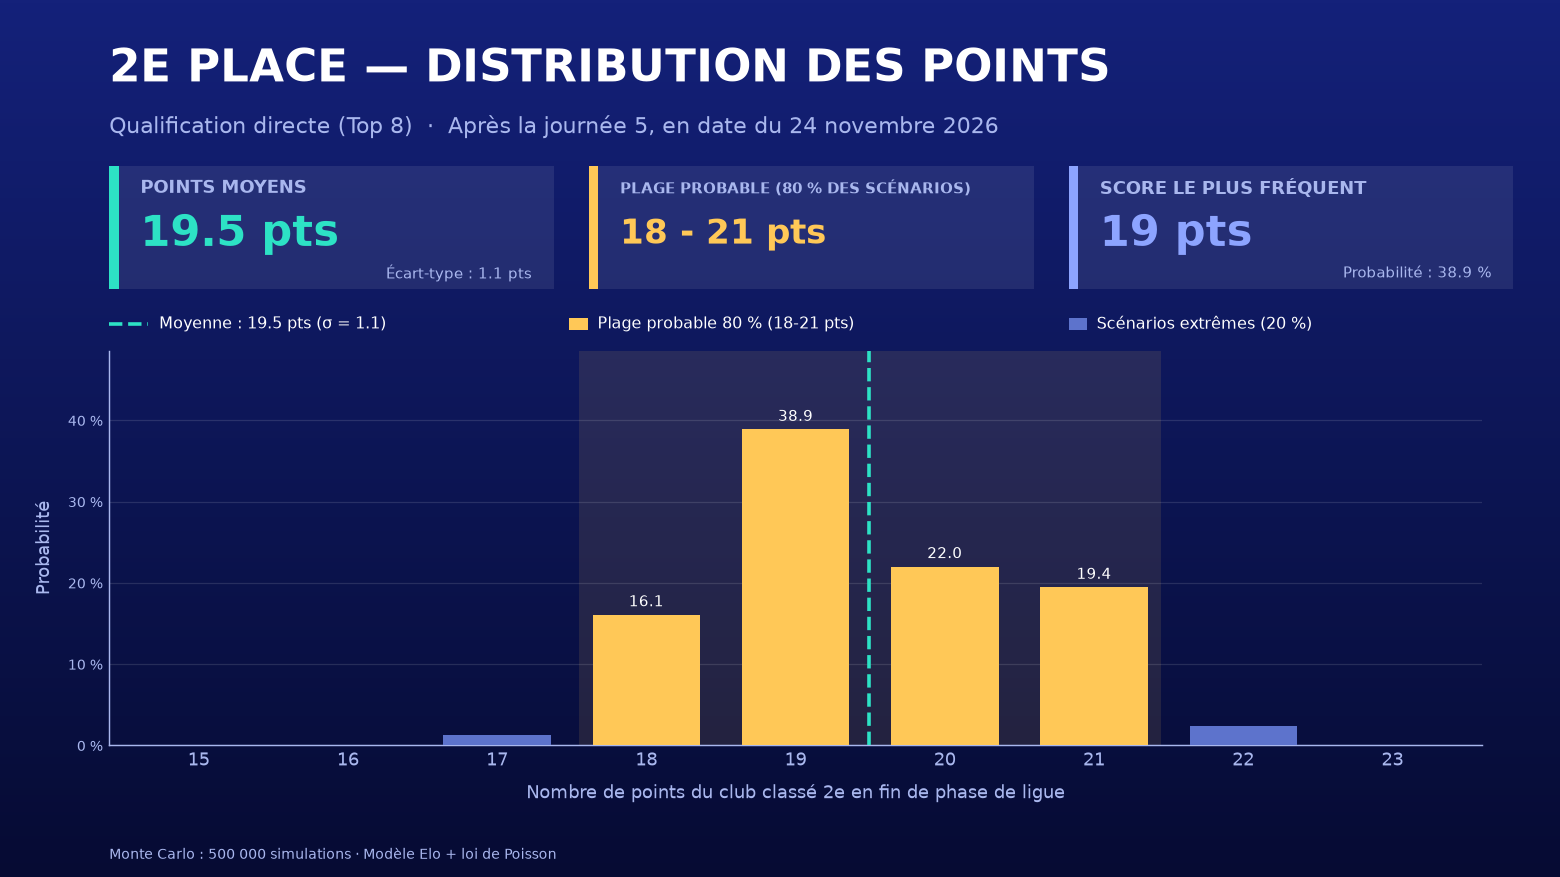 2E PLACE — DISTRIBUTION DES POINTS
Qualification directe (Top 8) · Après la journée 5, en date du 24 novembre 2026
POINTS MOYENS
19.5 pts
Écart-type : 1.1 pts
PLAGE PROBABLE (80 % DES SCÉNARIOS)
18 - 21 pts
SCORE LE PLUS FRÉQUENT
19 pts
Probabilité : 38.9 %
Moyenne : 19.5 pts (σ = 1.1)
Plage probable 80 % (18-21 pts)
Scénarios extrêmes (20 %)
Probabilité
40 %
30 %
20 %
10 %
0 %
16.1
38.9
22.0
19.4
15 16 17 18 19 20 21 22 23
Nombre de points du club classé 2e en fin de phase de ligue
Monte Carlo : 500 000 simulations · Modèle Elo + loi de Poisson